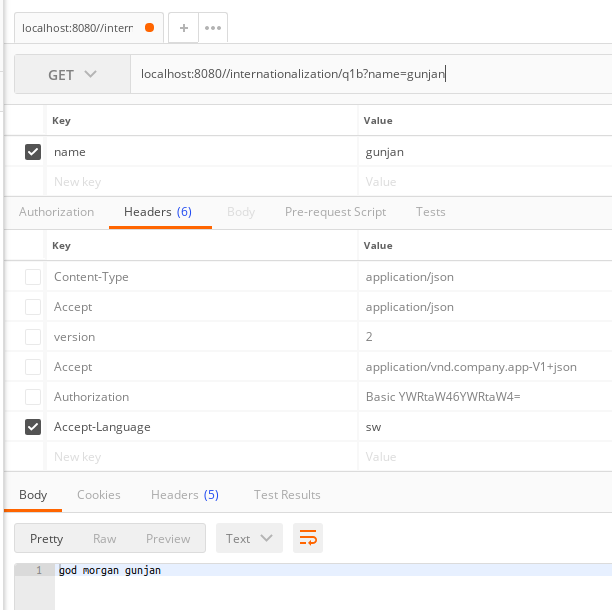 localhost:8080//interr
+ •••
GET localhost:8080//internationalization/q1b?name=gunjan
Key Value
name gunjan
New key Value
Authorization Headers (6) Body Pre-request Script Tests
Key Value
Content-Type application/json
Accept application/json
version 2
Accept application/vnd.company.app-V1+json
Authorization Basic YWRtaW46YWRtaW4=
Accept-Language sw
New key Value
Body Cookies Headers (5) Test Results
Pretty Raw Preview Text
1 god morgan gunjan